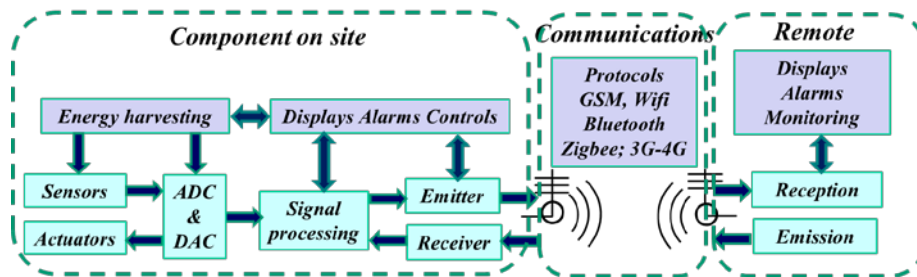 Component on site
Communications
Remote
Protocols
GSM, Wifi
Bluetooth
Zigbee; 3G-4G
Displays
Alarms
Monitoring
Energy harvesting
Displays Alarms Controls
Sensors
ADC
&
DAC
Actuators
Signal
processing
Emitter
Receiver
Reception
Emission